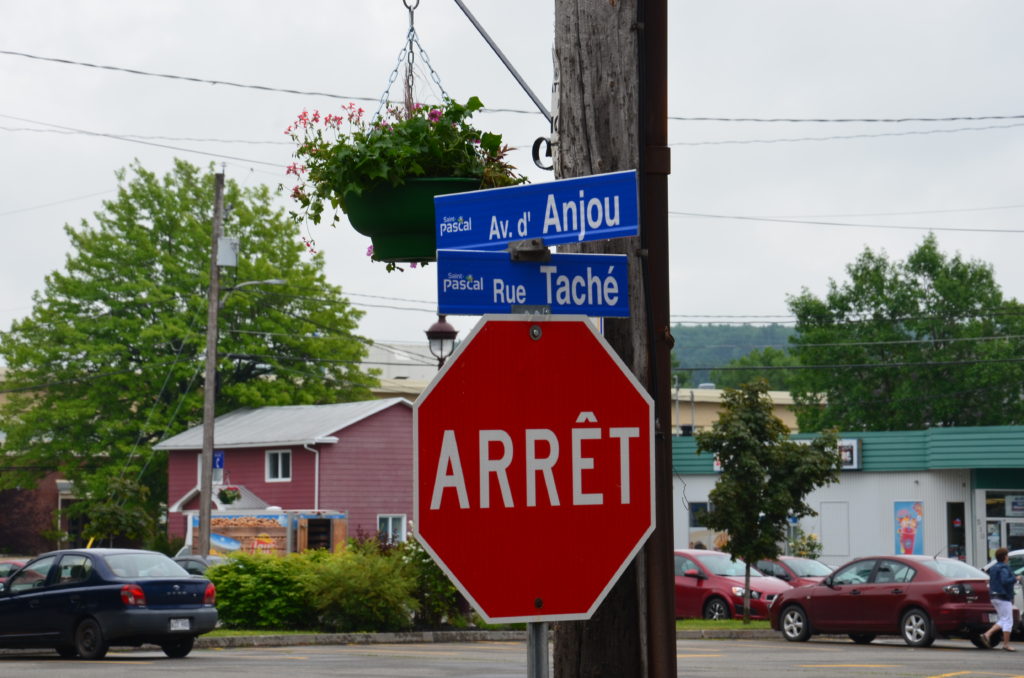 Saint-
pascal Av. d' Anjou
Saint-
pascal Rue Taché
ARRÊT